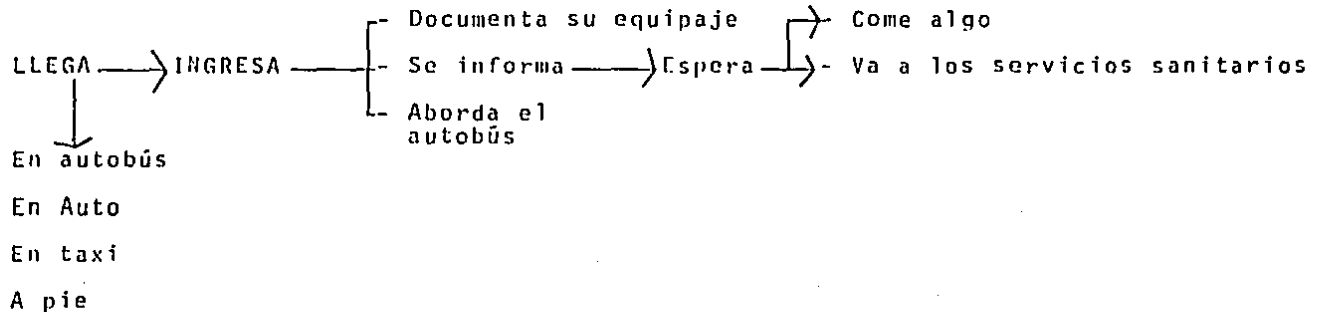 - Documenta su equipaje - Come algo
LLEGA INGRESA - Se informa Espera - Va a los servicios sanitarios
- Aborda el
autobús
En autobús
En Auto
En taxi
A pie